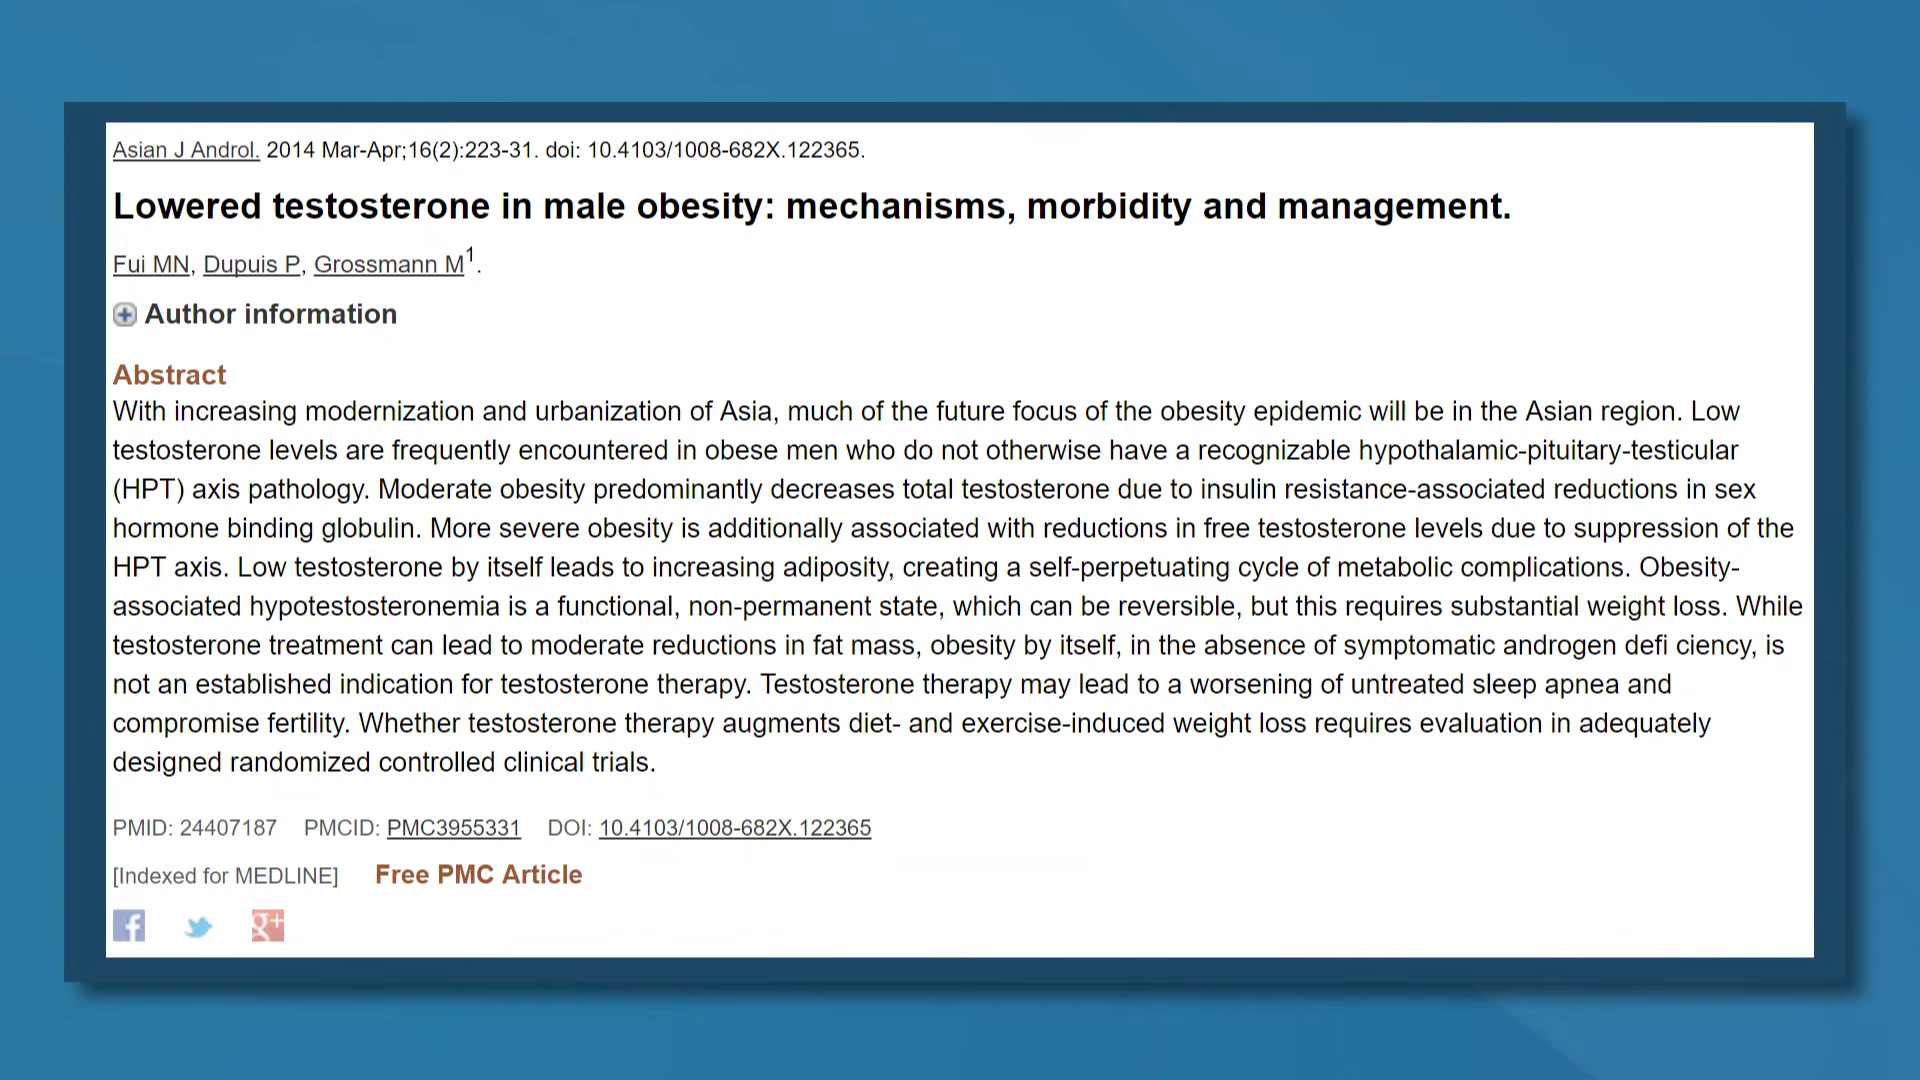 Asian J Androl. 2014 Mar-Apr;16(2):223-31. doi: 10.4103/1008-682X.122365.
Lowered testosterone in male obesity: mechanisms, morbidity and management.
Fui MN, Dupuis P, Grossmann M1.
Author information
Abstract
With increasing modernization and urbanization of Asia, much of the future focus of the obesity epidemic will be in the Asian region. Low
testosterone levels are frequently encountered in obese men who do not otherwise have a recognizable hypothalamic-pituitary-testicular
(HPT) axis pathology. Moderate obesity predominantly decreases total testosterone due to insulin resistance-associated reductions in sex
hormone binding globulin. More severe obesity is additionally associated with reductions in free testosterone levels due to suppression of the
HPT axis. Low testosterone by itself leads to increasing adiposity, creating a self-perpetuating cycle of metabolic complications. Obesity-
associated hypotestosteronemia is a functional, non-permanent state, which can be reversible, but this requires substantial weight loss. While
testosterone treatment can lead to moderate reductions in fat mass, obesity by itself, in the absence of symptomatic androgen defi ciency, is
not an established indication for testosterone therapy. Testosterone therapy may lead to a worsening of untreated sleep apnea and
compromise fertility. Whether testosterone therapy augments diet- and exercise-induced weight loss requires evaluation in adequately
designed randomized controlled clinical trials.
PMID: 24407187 PMCID: PMC3955331 DOI: 10.4103/1008-682X.122365
[Indexed for MEDLINE] Free PMC Article
f g+